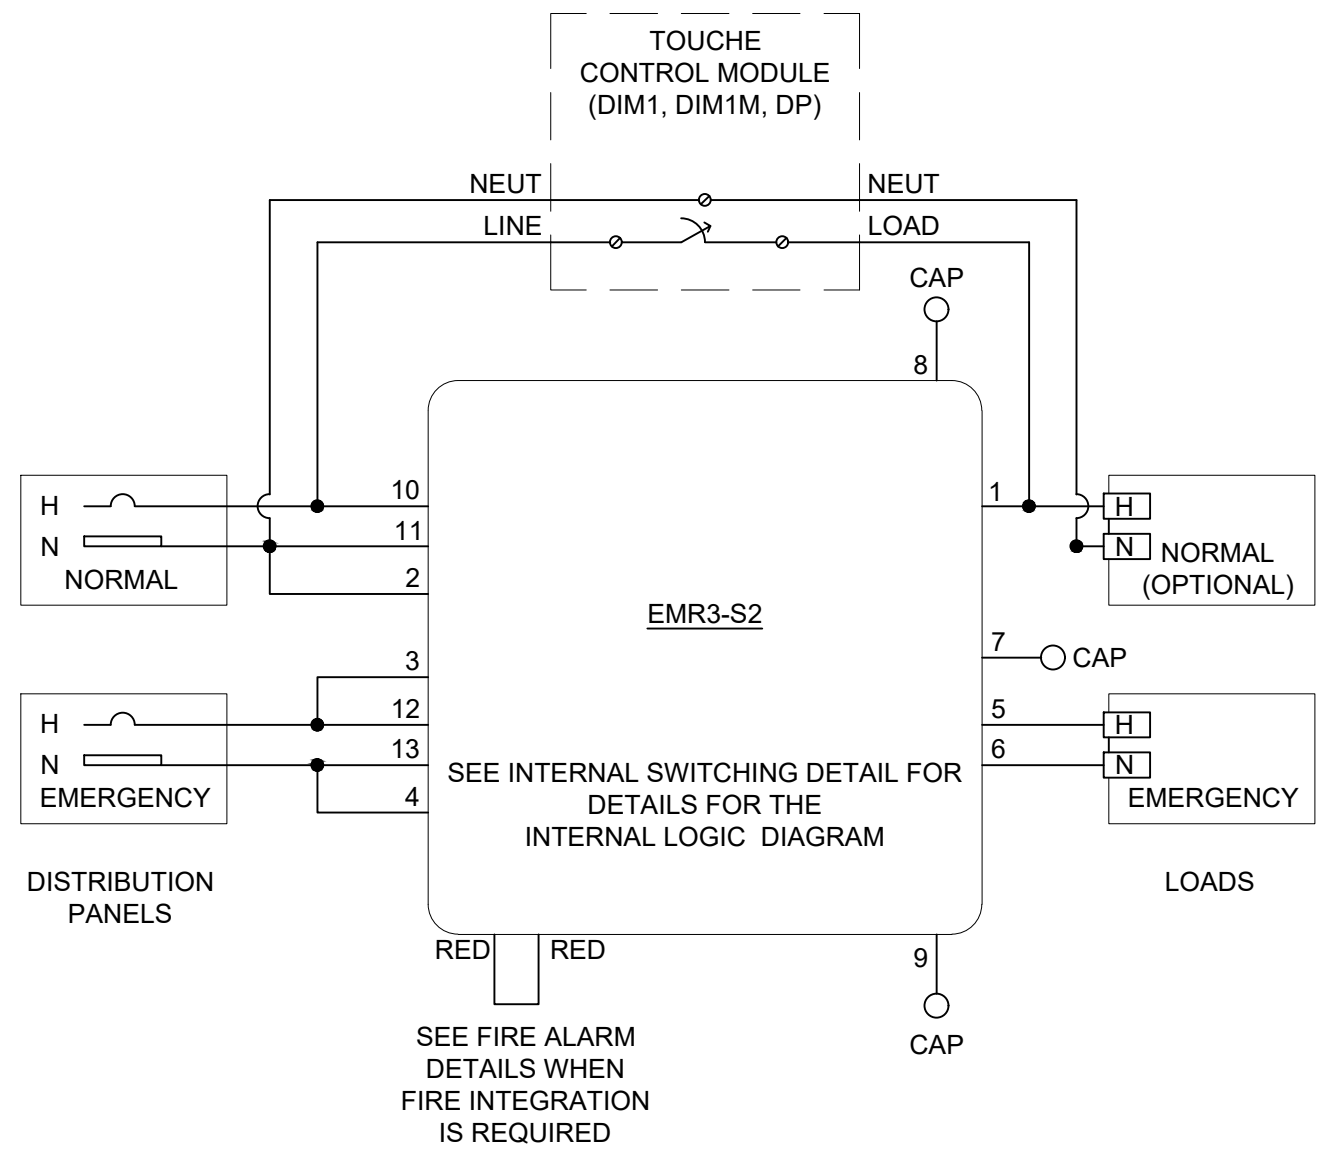 TOUCHE
CONTROL MODULE
(DIM1, DIM1M, DP)
NEUT
NEUT
LINE
LOAD
CAP
8
H
10
1
H
N
11
N
NORMAL
2
NORMAL
(OPTIONAL)
EMR3-S2
3
7
CAP
H
12
5
H
N
13
6
N
EMERGENCY
4
EMERGENCY
SEE INTERNAL SWITCHING DETAIL FOR
DETAILS FOR THE
INTERNAL LOGIC DIAGRAM
DISTRIBUTION
PANELS
LOADS
RED
RED
9
CAP
SEE FIRE ALARM
DETAILS WHEN
FIRE INTEGRATION
IS REQUIRED